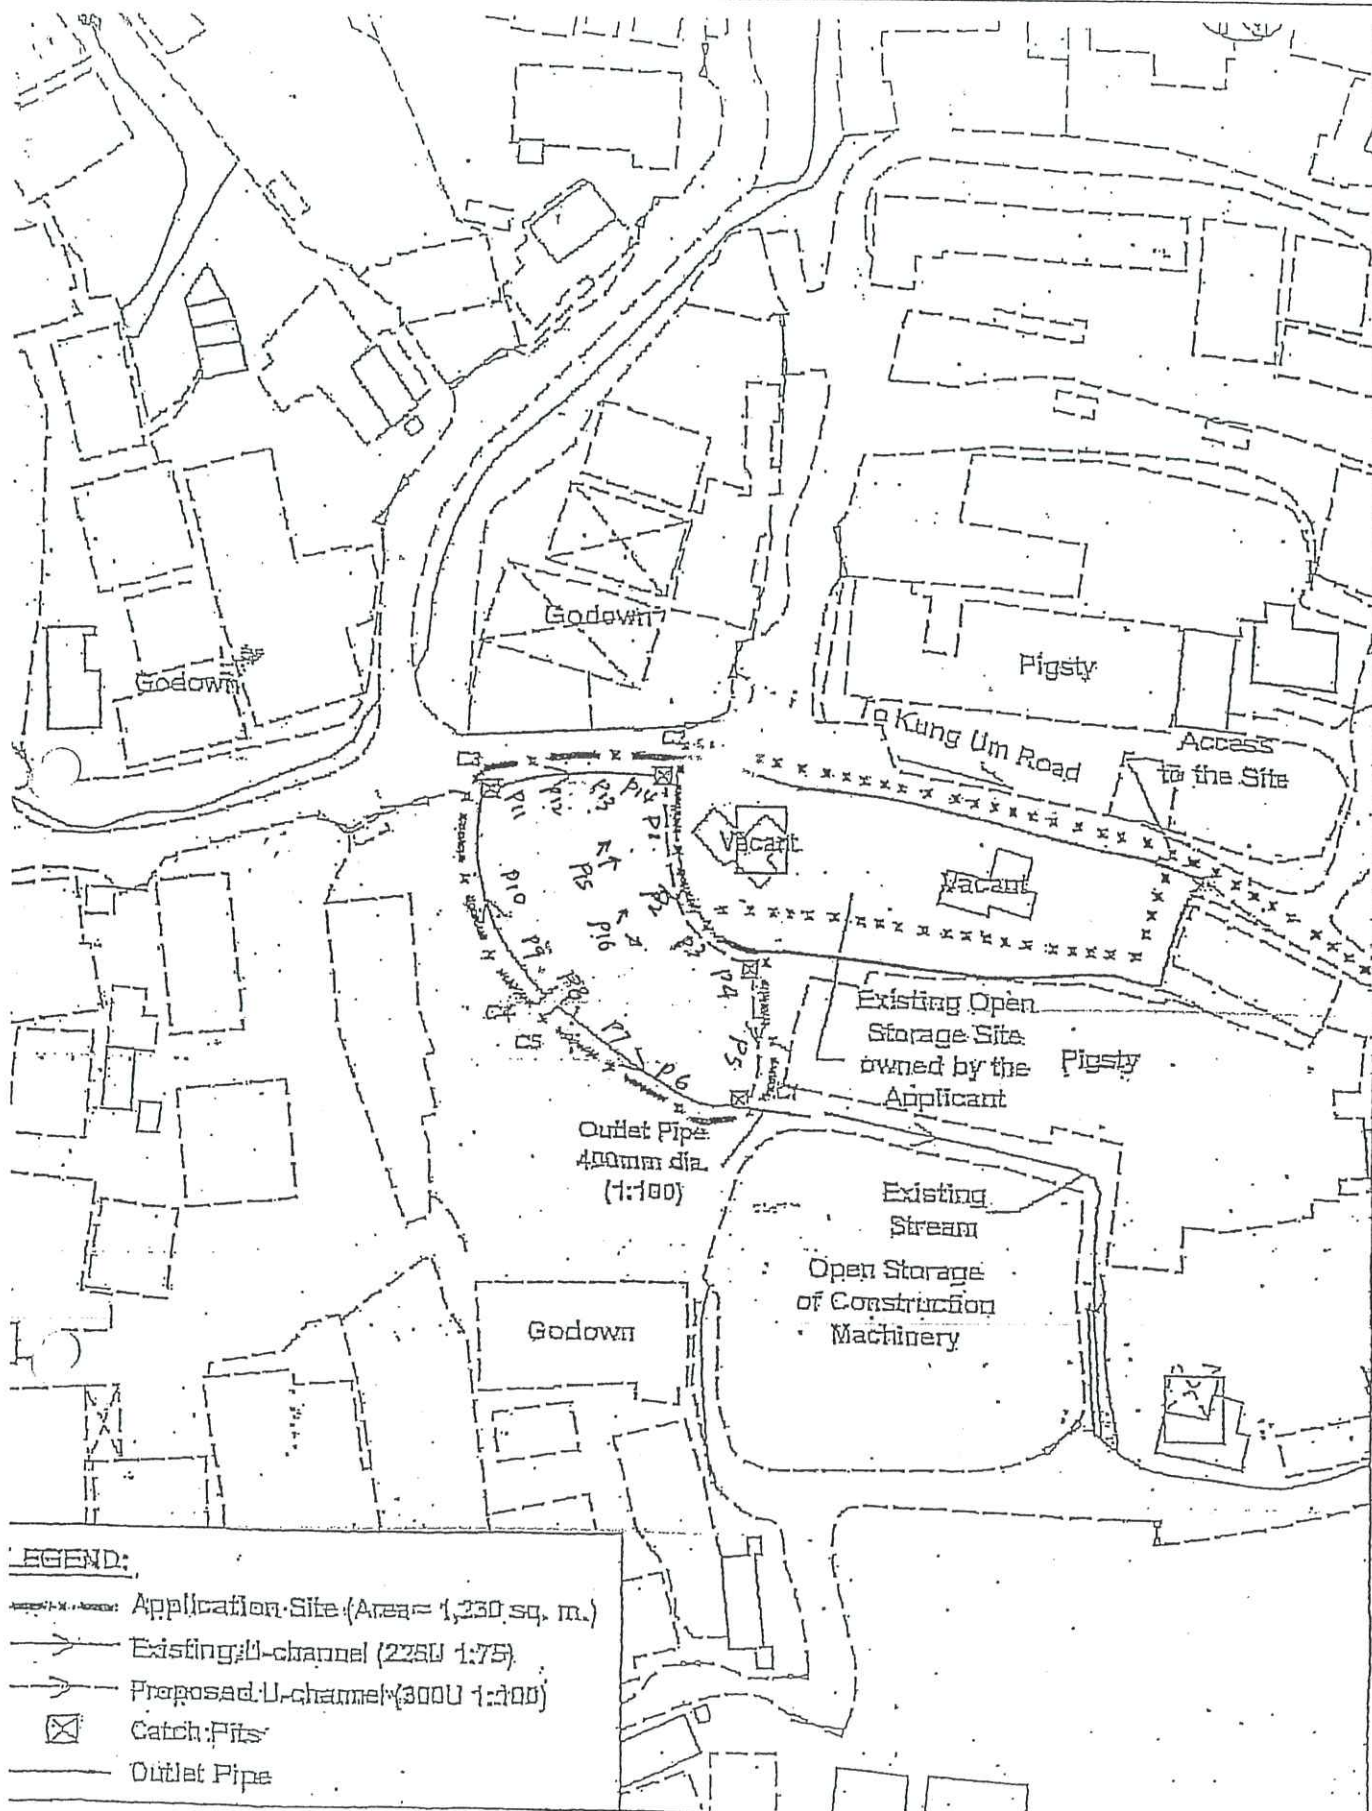 Godown
Godown
Pigsty
To Kung Um Road
Access
to the Site
P11
P12
P13
P14
P1
Vacant
P15
P10
P2
Vacant
P16
P3
P9
P4
P8
Existing Open
Storage Site
owned by the
Applicant
P7
P5
Pigsty
P6
Outlet Pipe
400mm dia.
(1:100)
Existing
Stream
Open Storage
of Construction
Machinery
Godown
LEGEND:
Application Site (Area= 1,230 sq. m.)
Existing U-channel (225U 1:75)
Proposed U-channel (300U 1:100)
Catch Pits
Outlet Pipe